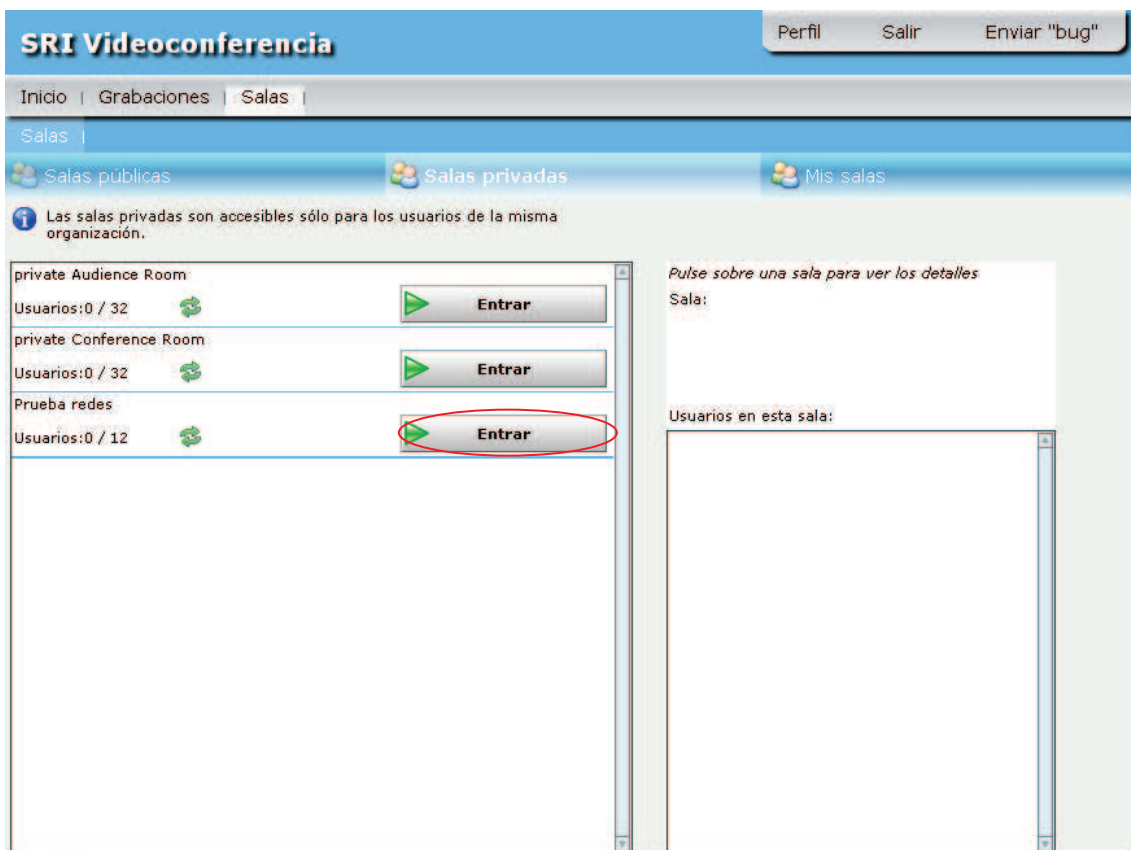 SRI Videoconferencia
Perfil Salir Enviar "bug"
Inicio | Grabaciones | Salas |
Salas |
Salas públicas Salas privadas Mis salas
Las salas privadas son accesibles sólo para los usuarios de la misma
organización.
private Audience Room
Usuarios:0 / 32 Entrar
private Conference Room
Usuarios:0 / 32 Entrar
Prueba redes
Usuarios:0 / 12 Entrar
Pulse sobre una sala para ver los detalles
Sala:
Usuarios en esta sala: